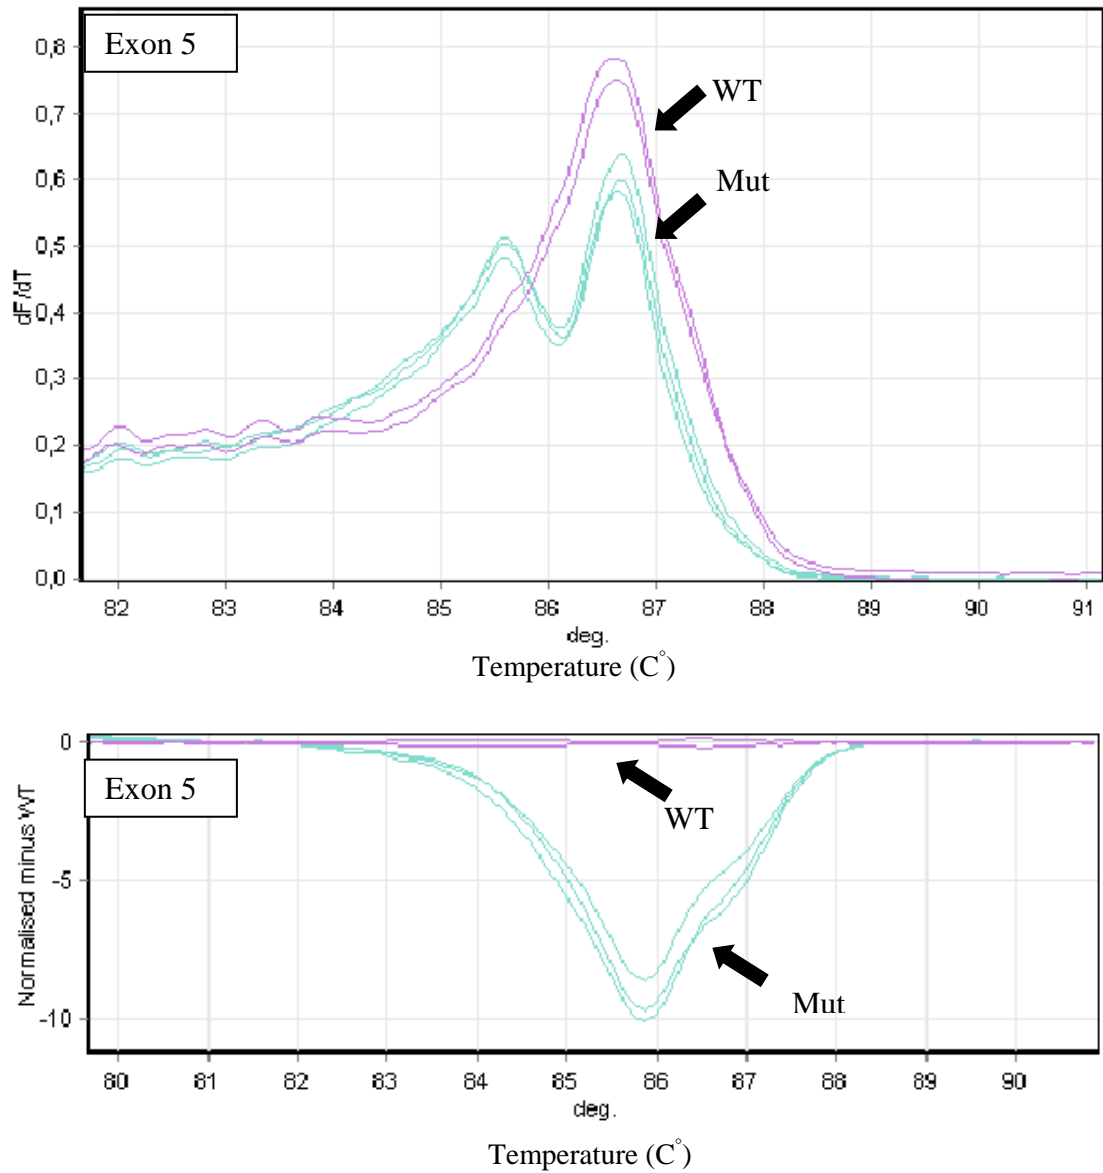 Exon 5
0,8
0,7
0,6
0,5
0,4
0,3
0,2
0,1
0,0
dF/dT
WT
Mut
82 83 84 85 86 87 88 89 90 91
deg.
Temperature (C°)
Exon 5
0
-5
-10
Normalised minus WT
WT
Mut
80 81 82 83 84 85 86 87 88 89 90
deg.
Temperature (C°)